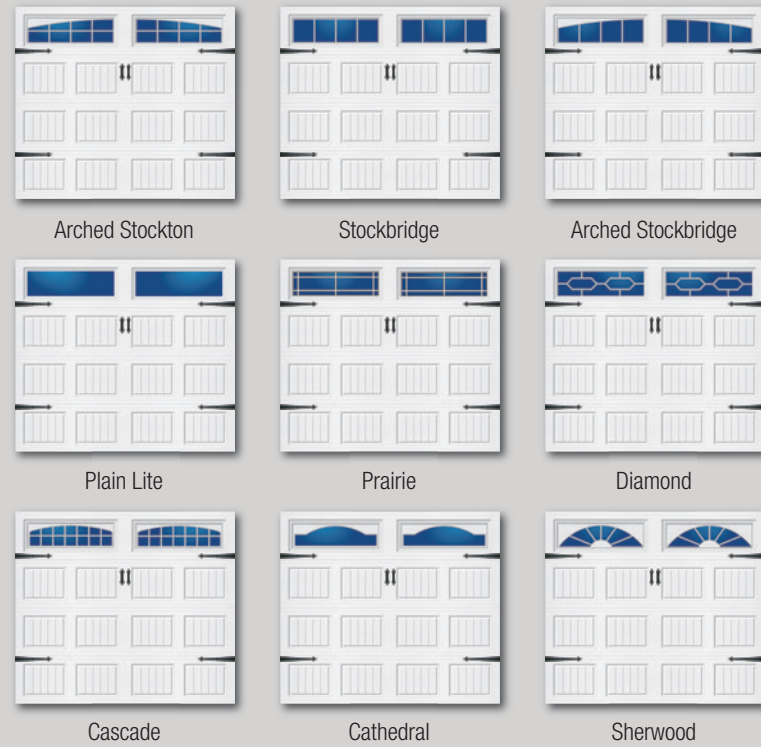 Arched Stockton
Stockbridge
Arched Stockbridge
Plain Lite
Prairie
Diamond
Cascade
Cathedral
Sherwood